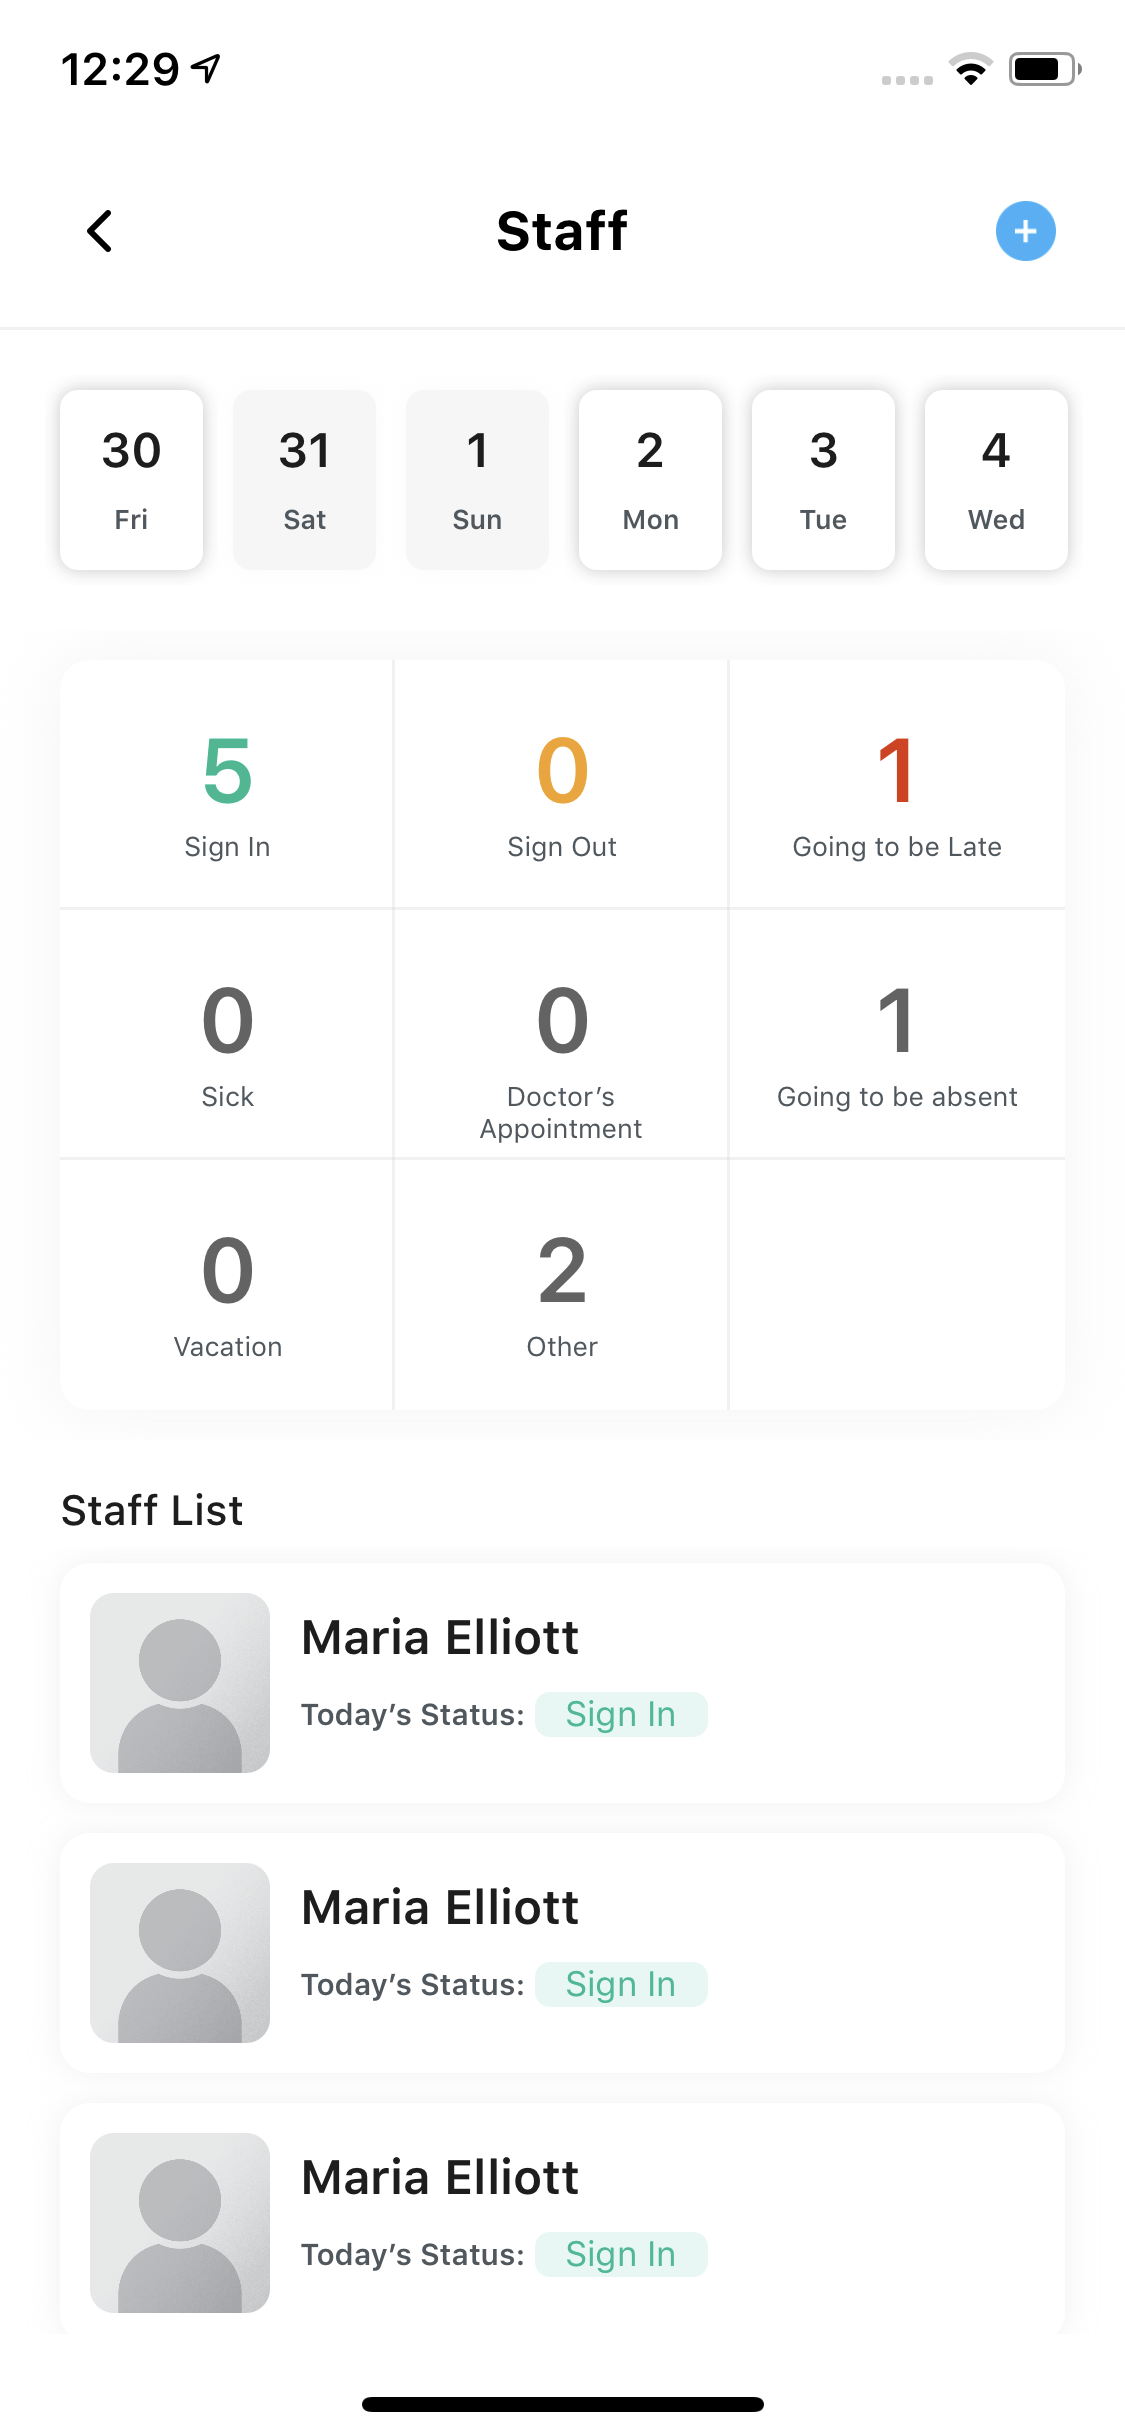 12:29
Staff
30 31 1 2 3 4
Fri Sat Sun Mon Tue Wed
5 0 1
Sign In Sign Out Going to be Late
0 0 1
Sick Doctor’s Going to be absent
Appointment
0 2
Vacation Other
Staff List
Maria Elliott
Today’s Status: Sign In
Maria Elliott
Today’s Status: Sign In
Maria Elliott
Today’s Status: Sign In